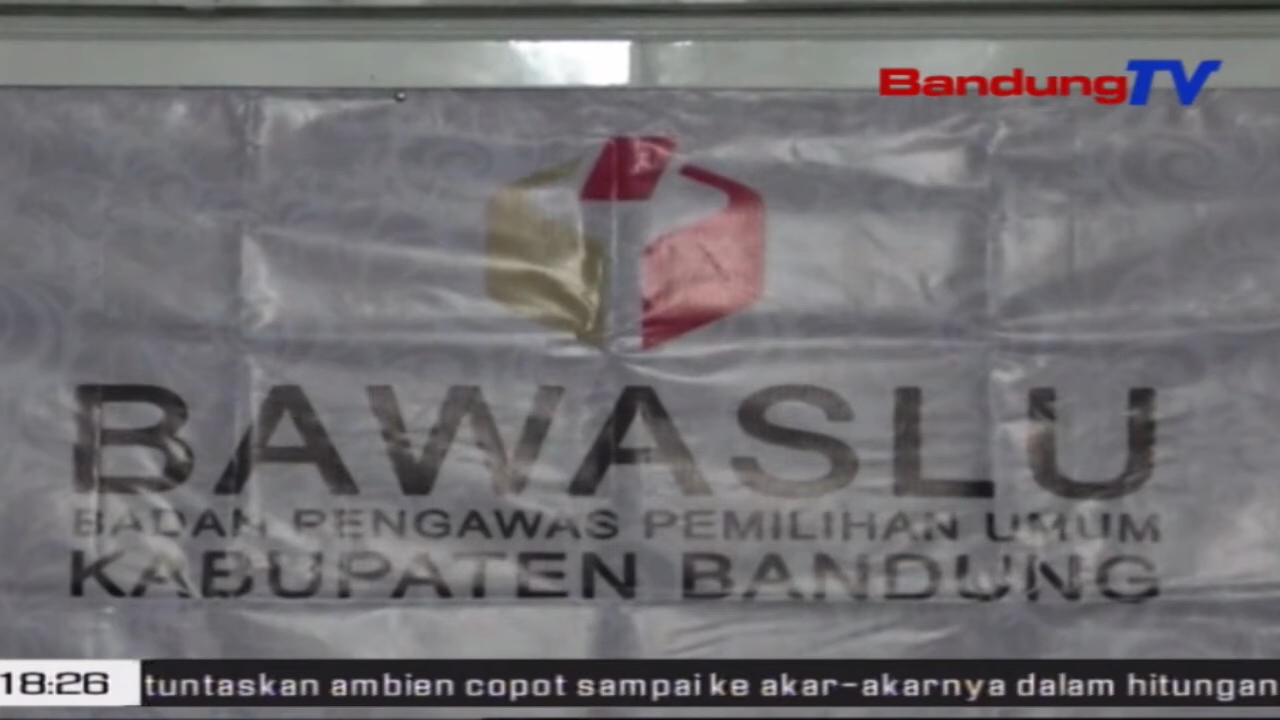 BandungTV
BAWASLU
BADAN PENGAWAS PEMILIHAN UMUM
KABUPATEN BANDUNG
18:26 tuntaskan ambien copot sampai ke akar-akarnya dalam hitungan